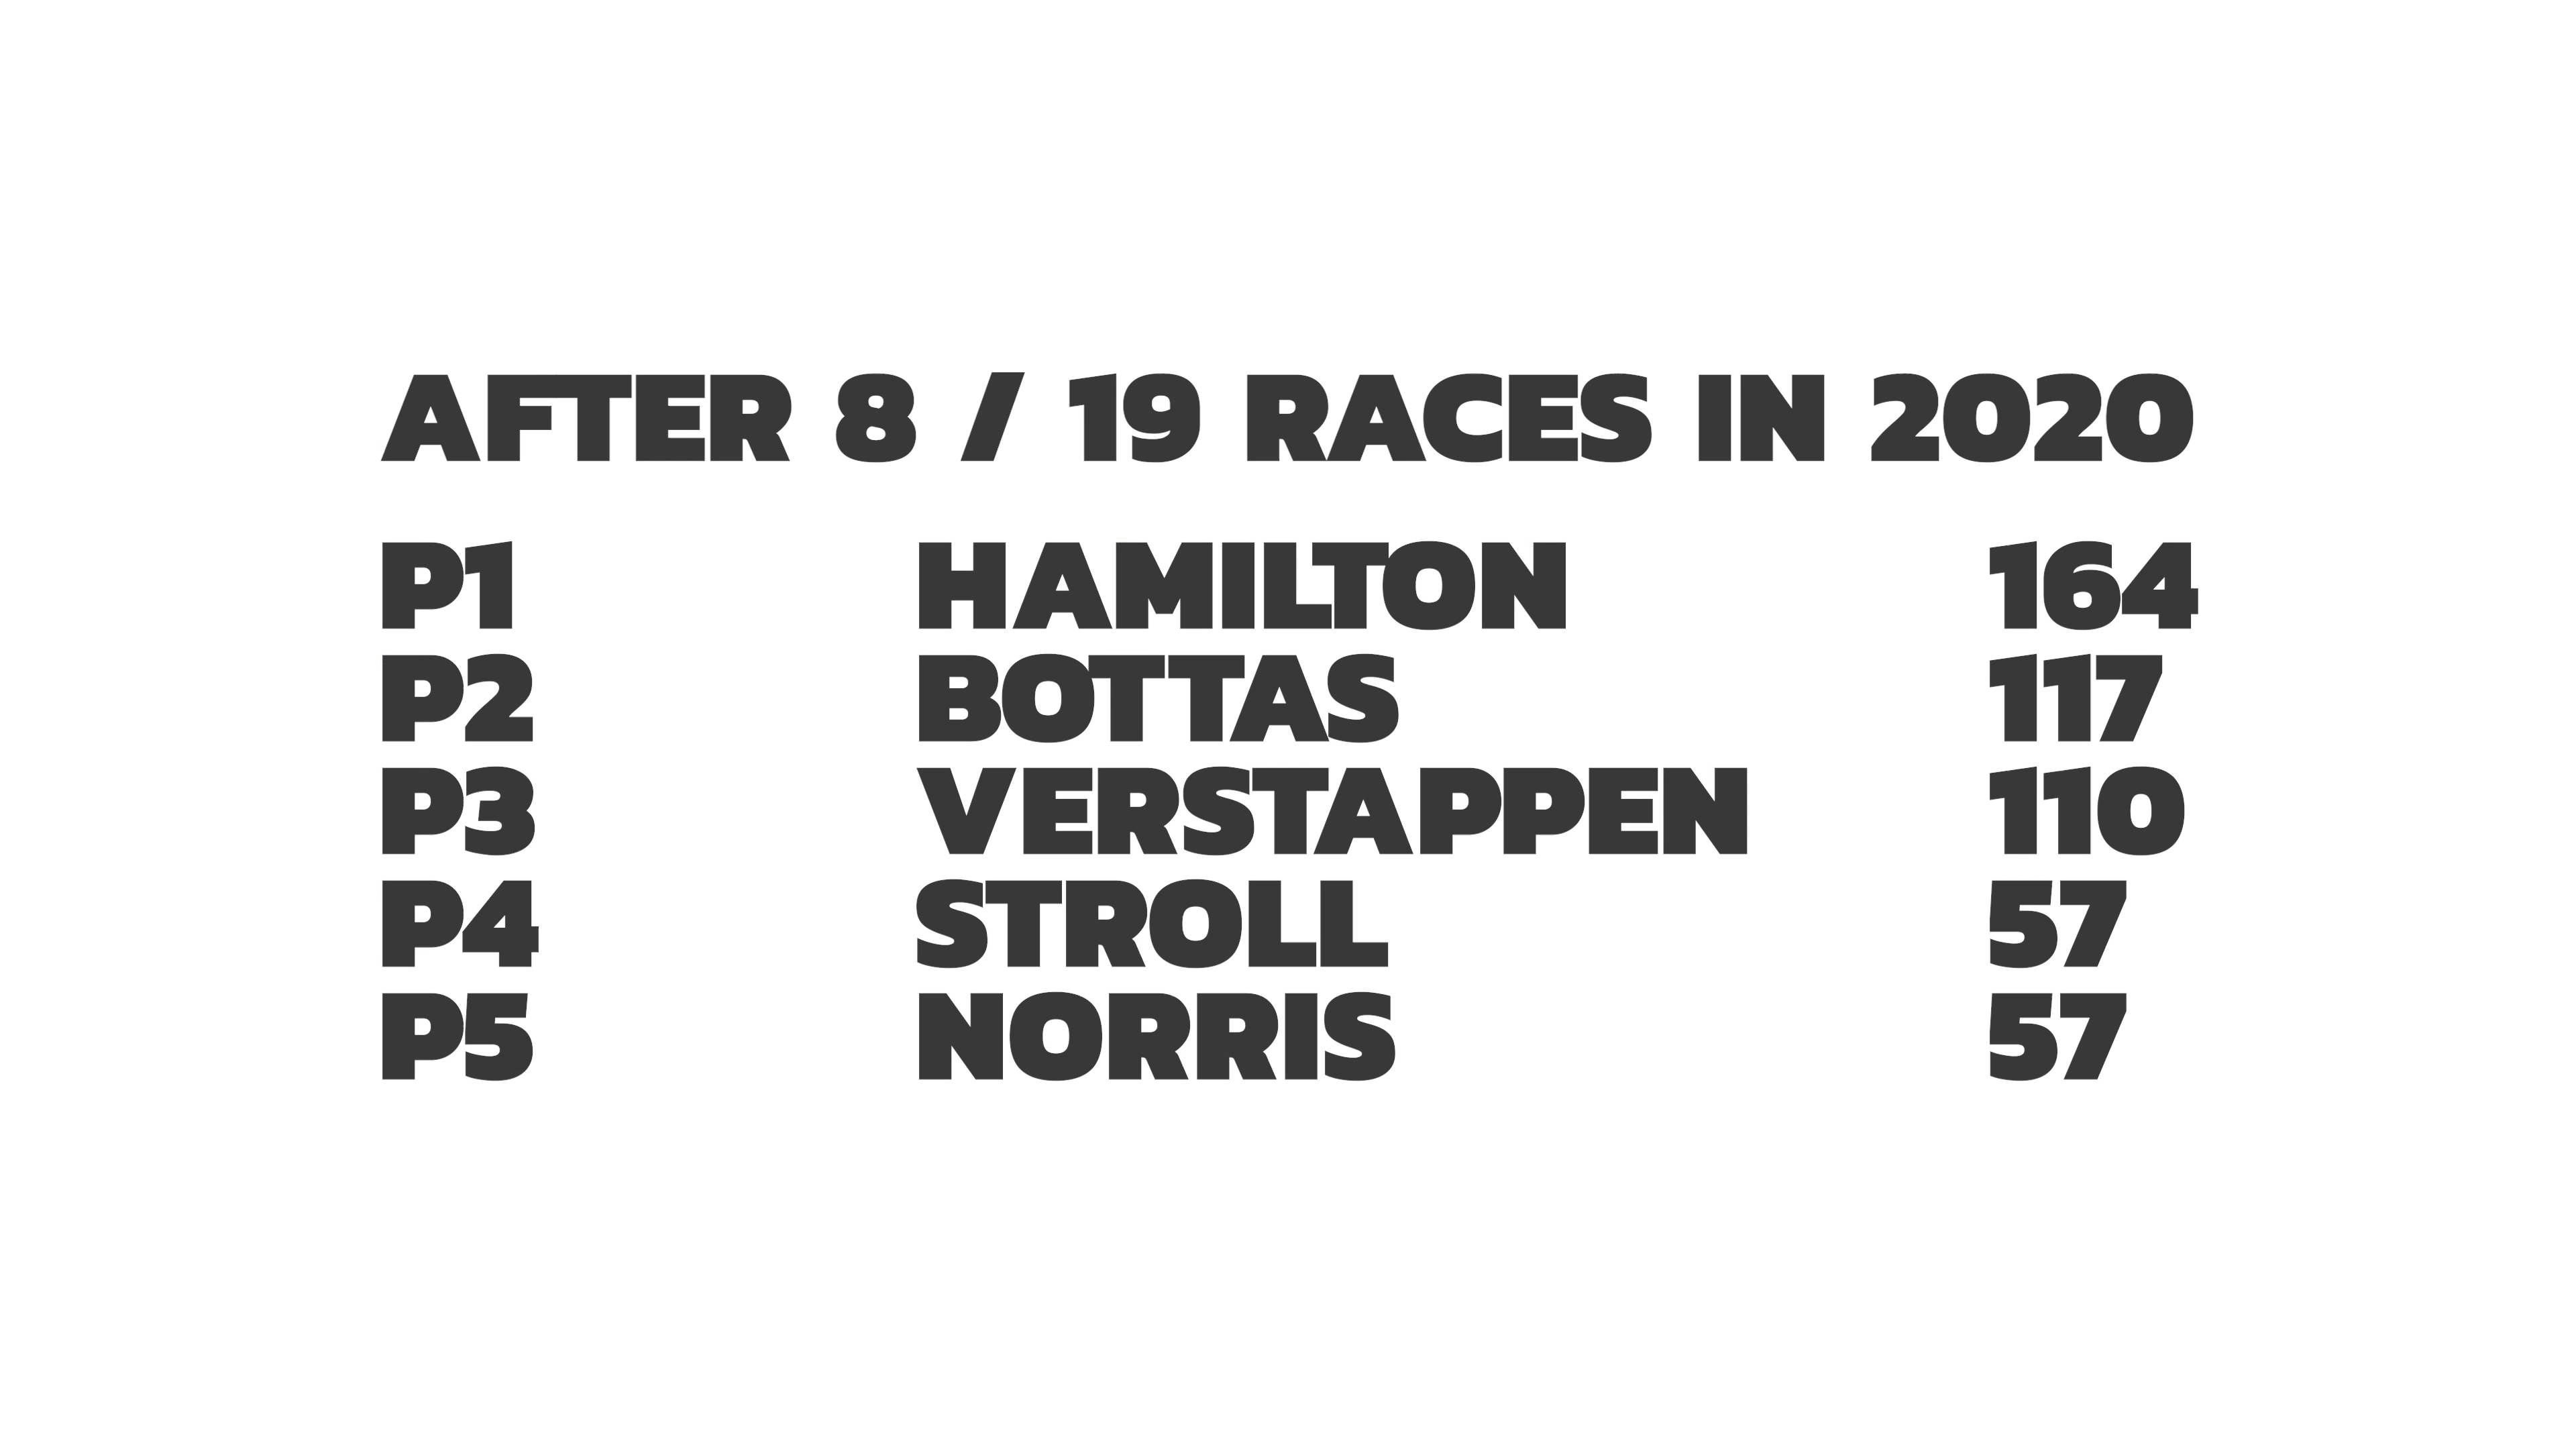 AFTER 8 / 19 RACES IN 2020
P1 HAMILTON 164
P2 BOTTAS 117
P3 VERSTAPPEN 110
P4 STROLL 57
P5 NORRIS 57